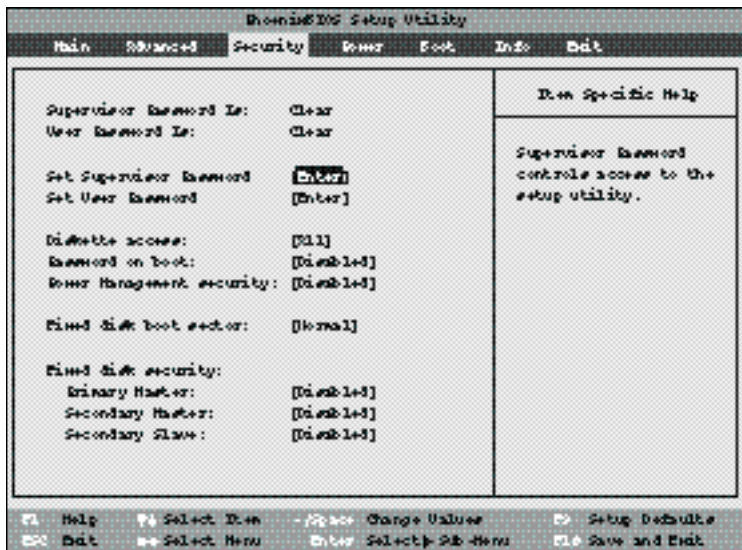 PhoenixBIOS Setup Utility
Main Advanced Security Power Boot Info Exit
Item Specific Help
Supervisor Password Is: Clear
User Password Is: Clear
Supervisor Password controls access to the setup utility.
Set Supervisor Password [Enter]
Set User Password [Enter]
Diskette access: [All]
Password on boot: [Disabled]
Power Management security: [Disabled]
Fixed disk boot sector: [Normal]
Fixed disk security:
Primary Master: [Disabled]
Secondary Master: [Disabled]
Secondary Slave: [Disabled]
F1 Help ↑↓ Select Item -/Space Change Values F9 Setup Defaults
ESC Exit ←→ Select Menu Enter Select ▶ Sub-Menu F10 Save and Exit